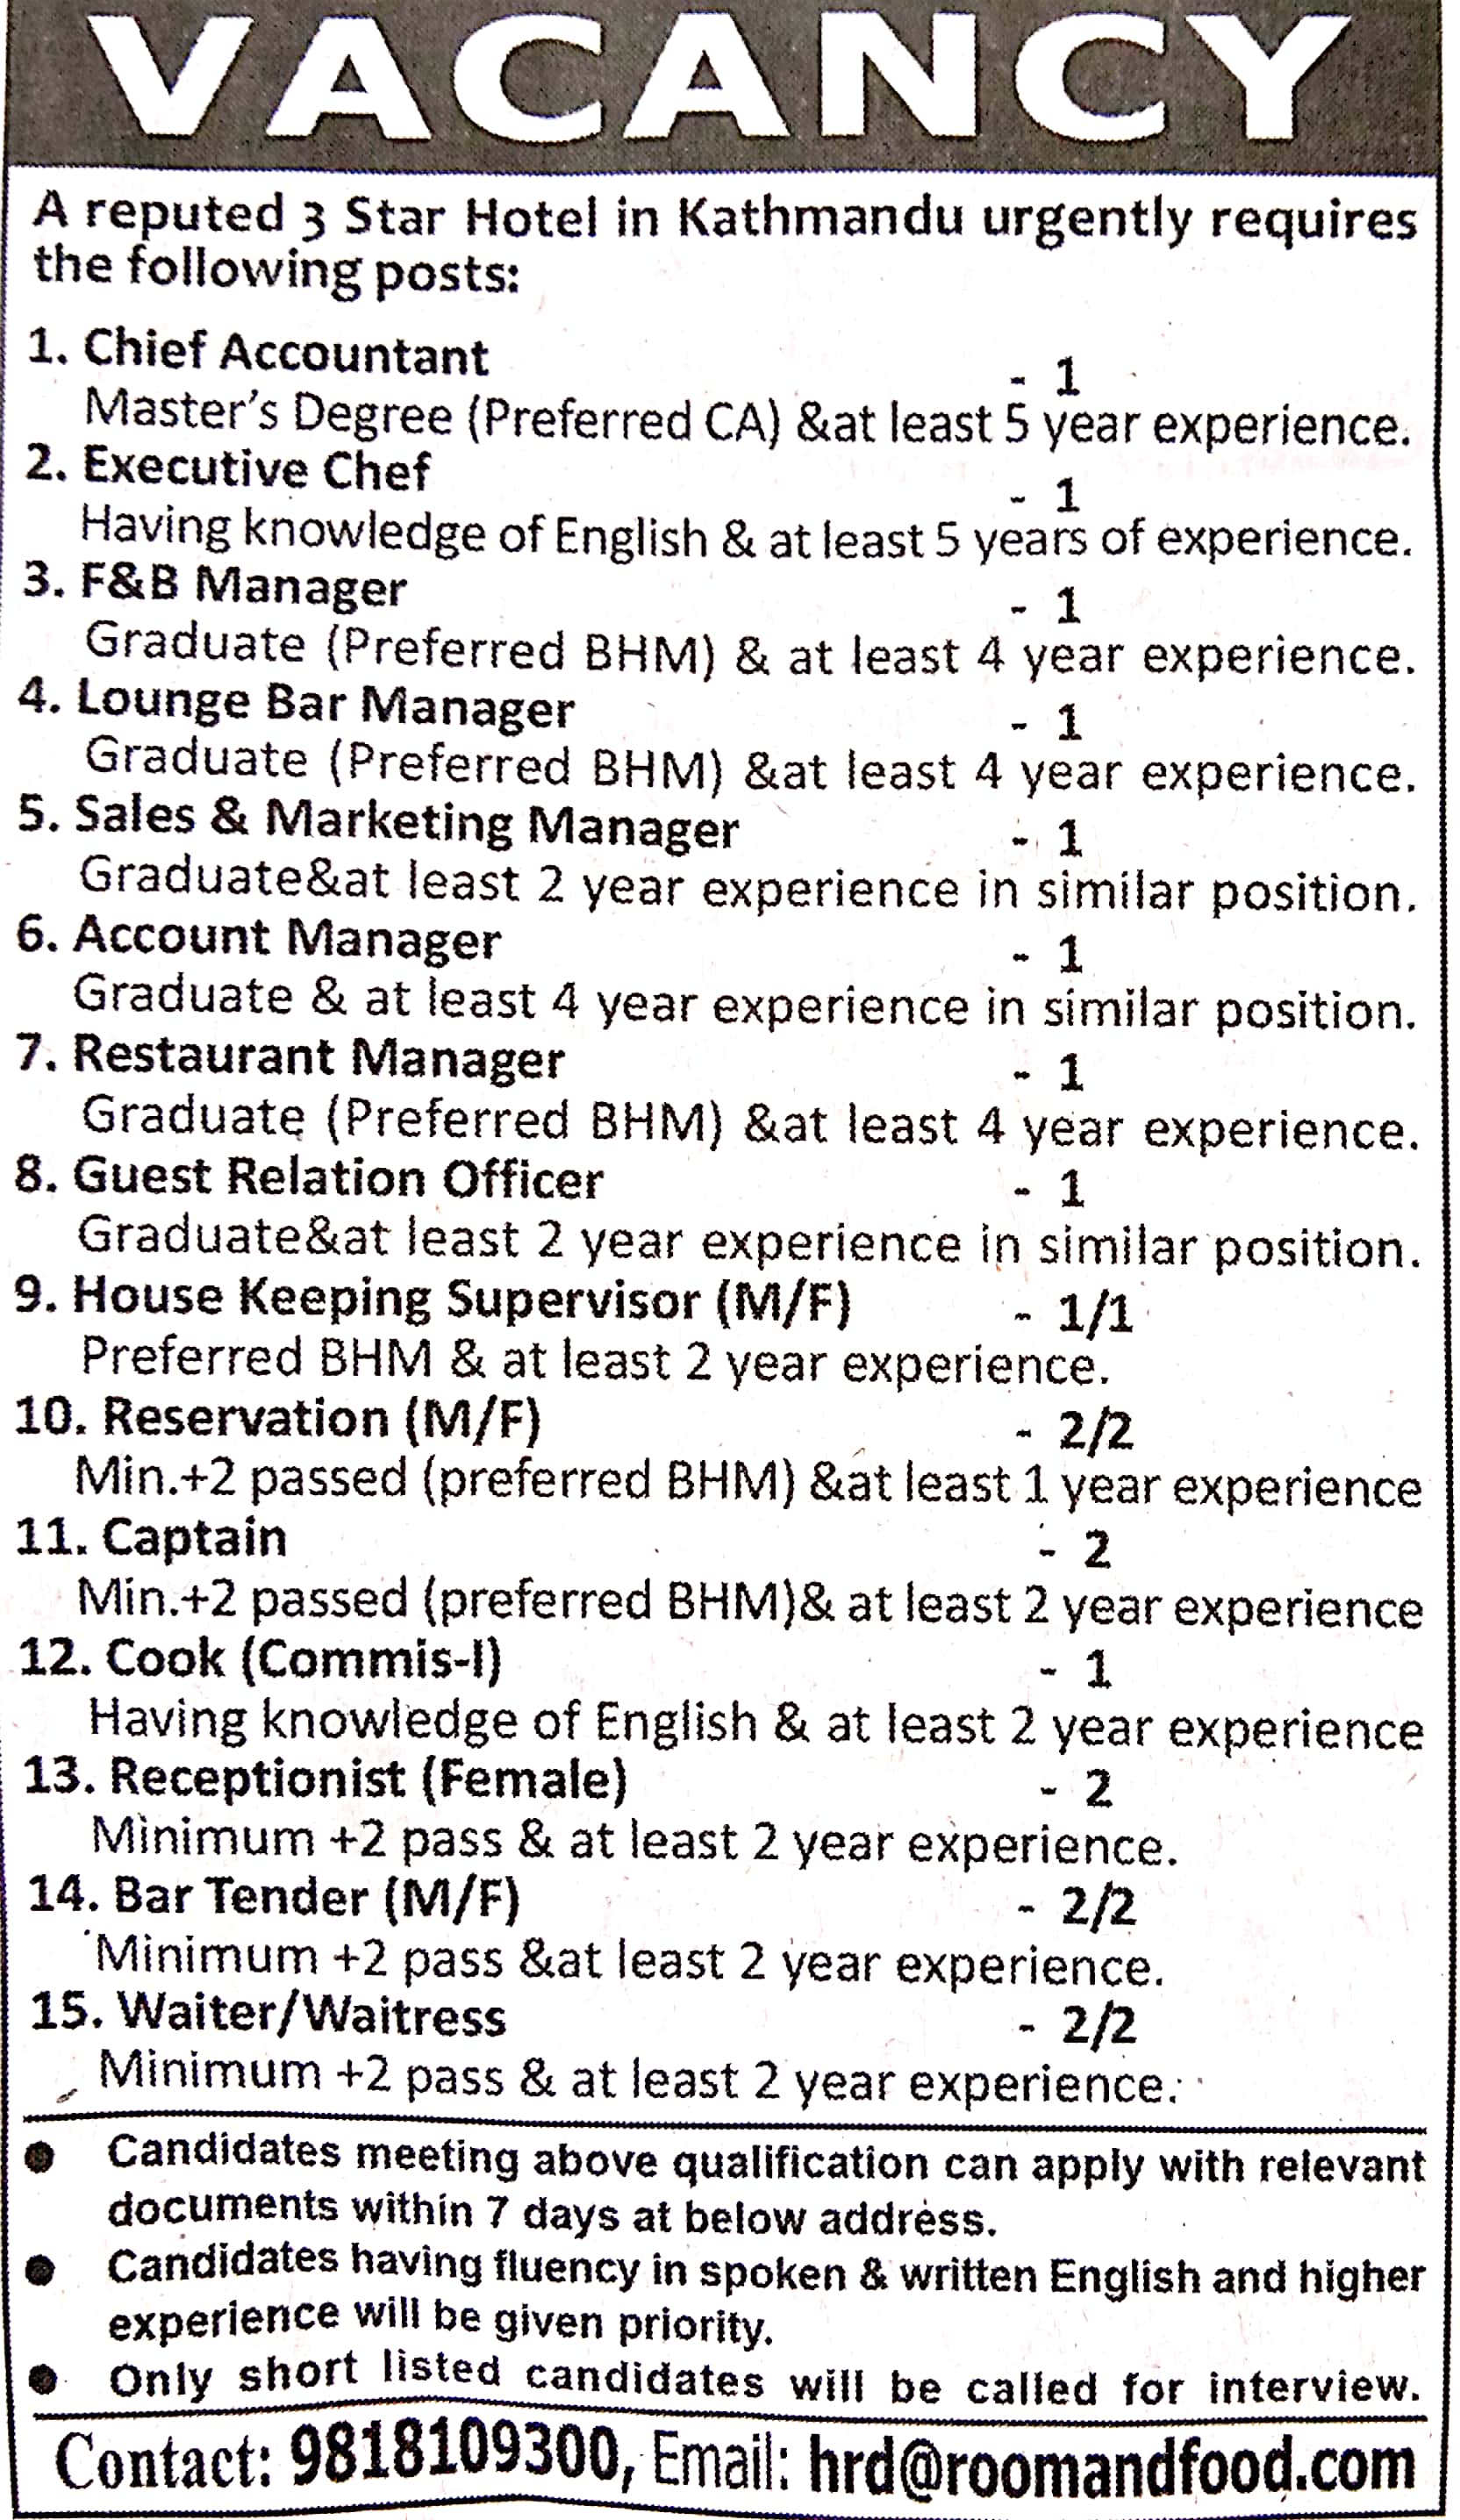 VACANCY
A reputed 3 Star Hotel in Kathmandu urgently requires
the following posts:
1. Chief Accountant - 1
Master's Degree (Preferred CA) &at least 5 year experience.
2. Executive Chef - 1
Having knowledge of English & at least 5 years of experience.
3. F&B Manager - 1
Graduate (Preferred BHM) & at least 4 year experience.
4. Lounge Bar Manager - 1
Graduate (Preferred BHM) &at least 4 year experience.
5. Sales & Marketing Manager - 1
Graduate&at least 2 year experience in similar position.
6. Account Manager - 1
Graduate & at least 4 year experience in similar position.
7. Restaurant Manager - 1
Graduate (Preferred BHM) &at least 4 year experience.
8. Guest Relation Officer - 1
Graduate&at least 2 year experience in similar position.
9. House Keeping Supervisor (M/F) - 1/1
Preferred BHM & at least 2 year experience.
10. Reservation (M/F) - 2/2
Min.+2 passed (preferred BHM) &at least 1 year experience
11. Captain - 2
Min.+2 passed (preferred BHM)& at least 2 year experience
12. Cook (Commis-I) - 1
Having knowledge of English & at least 2 year experience
13. Receptionist (Female) - 2
Minimum +2 pass & at least 2 year experience.
14. Bar Tender (M/F) - 2/2
Minimum +2 pass &at least 2 year experience.
15. Waiter/Waitress - 2/2
Minimum +2 pass & at least 2 year experience.
● Candidates meeting above qualification can apply with relevant
documents within 7 days at below address.
● Candidates having fluency in spoken & written English and higher
experience will be given priority.
● Only short listed candidates will be called for interview.
Contact: 9818109300, Email: hrd@roomandfood.com